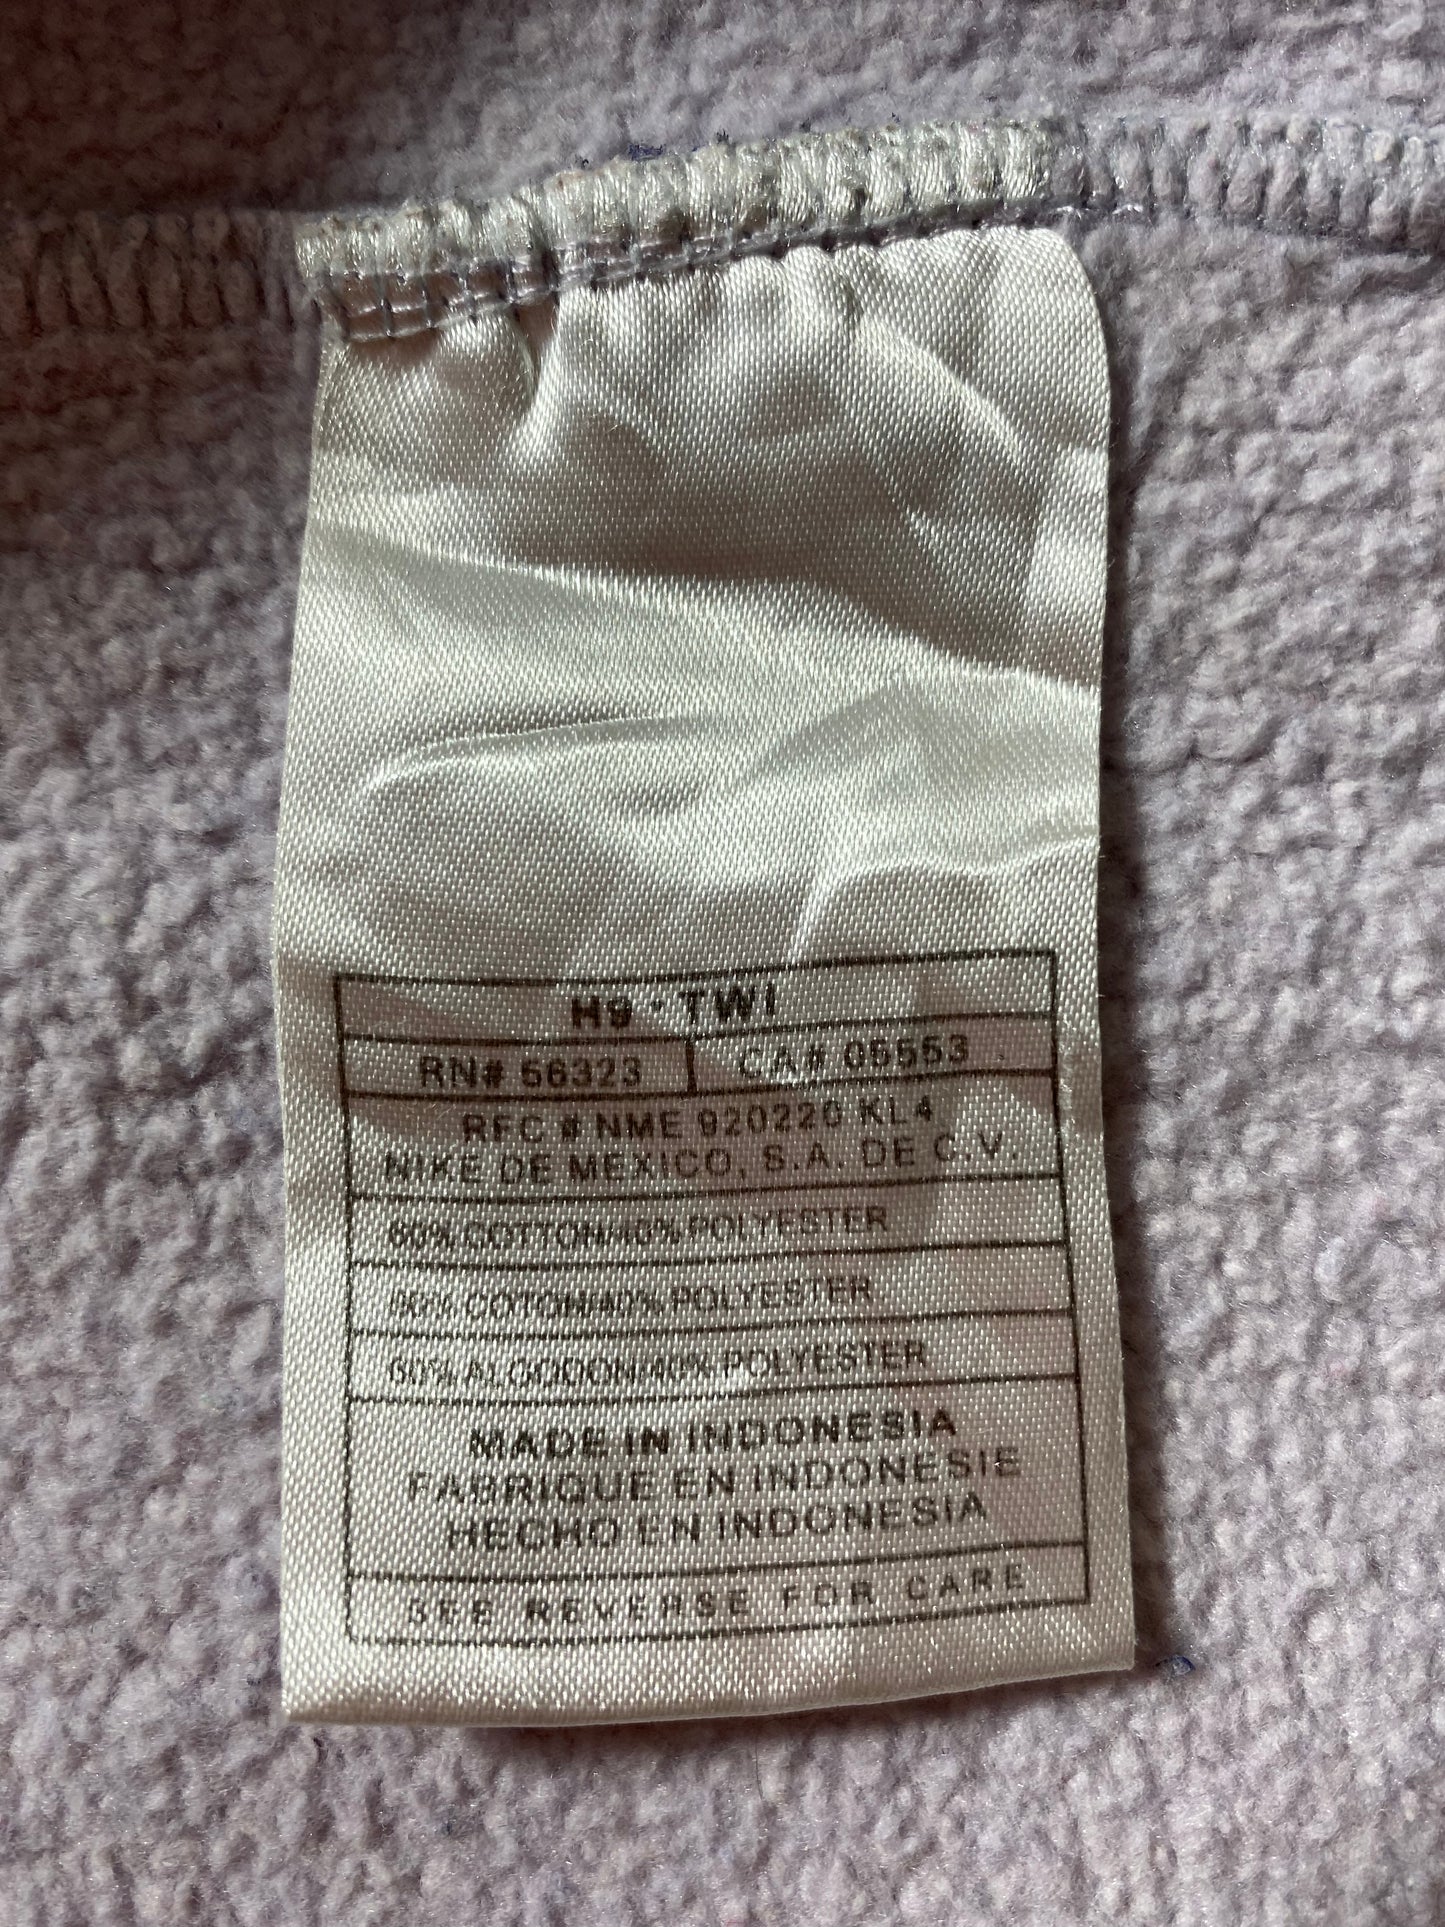 H9 · TWI
RN# 56323 CA# 05553
RFC # NME 920220 KL4
NIKE DE MEXICO, S.A. DE C.V.
60% COTTON/40% POLYESTER
60% COTON/40% POLYESTER
60% ALGODON/40% POLYESTER
MADE IN INDONESIA
FABRIQUE EN INDONESIE
HECHO EN INDONESIA
SEE REVERSE FOR CARE